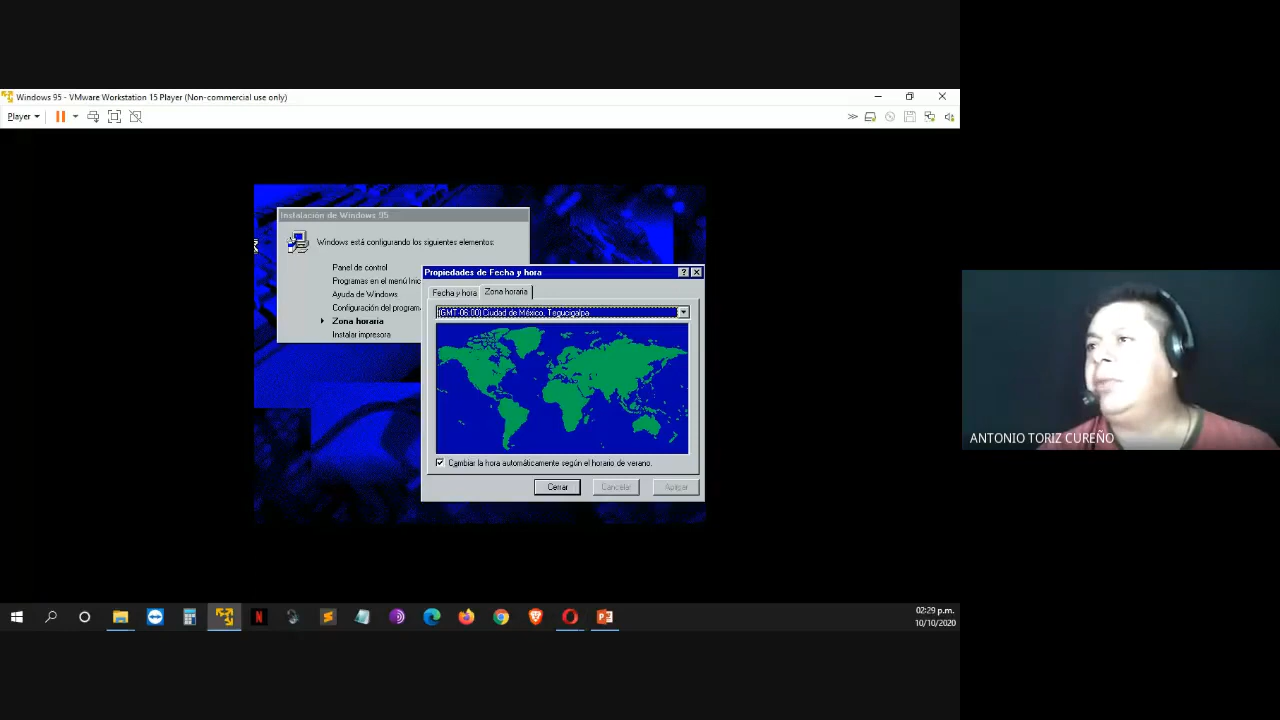 Windows 95 - VMware Workstation 15 Player (Non-commercial use only)
Player
Instalación de Windows 95
Windows está configurando los siguientes elementos:
Panel de control
Programas en el menú Inic
Ayuda de Windows
Configuración del program
Zona horaria
Instalar impresora
Propiedades de Fecha y hora
Fecha y hora
Zona horaria
(GMT-06:00) Ciudad de México, Tegucigalpa
Cambiar la hora automáticamente según el horario de verano.
Cerrar
Cancelar
Aplicar
ANTONIO TORIZ CUREÑO
02:29 p.m.
10/10/2020